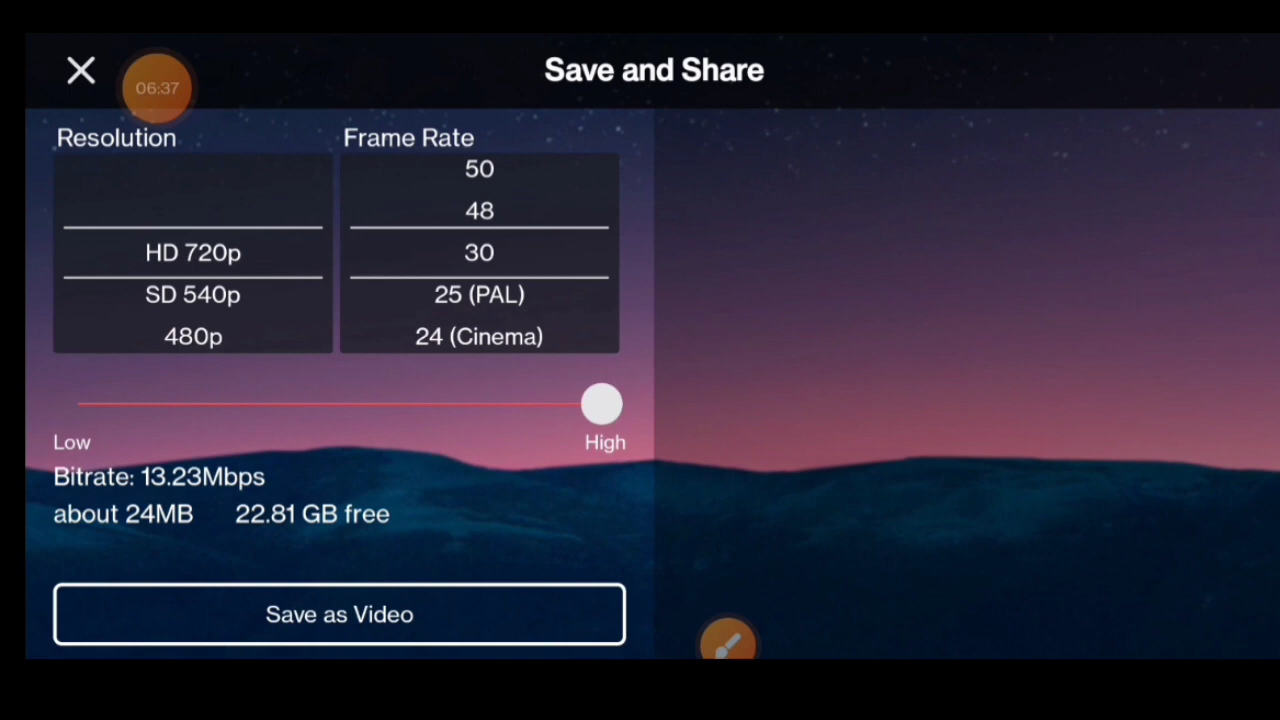 Save and Share
06:37
Resolution
Frame Rate
HD 720p
SD 540p
480p
50
48
30
25 (PAL)
24 (Cinema)
Low
High
Bitrate: 13.23Mbps
about 24MB 22.81 GB free
Save as Video